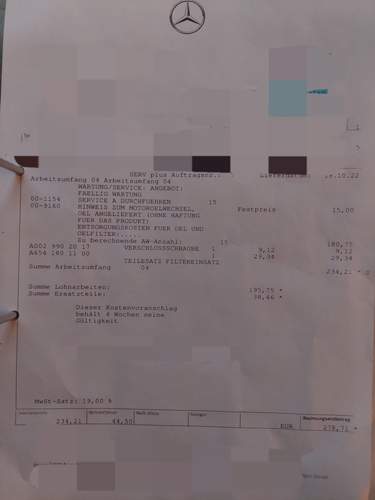 SERV plus Auftragsnr.:
Arbeitsumfang 04 Arbeitsumfang 04
WARTUNG/SERVICE: ANGEBOT:
FAELLIG WARTUNG
00-1154 SERVICE A DURCHFUEHREN 15
00-9160 HINWEIS ZUM MOTOROELWECHSEL, Festpreis 15,00
OEL ANGELIEFERT (OHNE HAFTUNG
FUER DAS PRODUKT)
ENTSORGUNGSKOSTEN FUER OEL UND
OELFILTER:....
Zu berechnende AW-Anzahl: 15 180,75
A002 990 20 17 VERSCHLUSSSCHRAUBE 1 9,12 9,12
A654 180 11 00 1 29,34 29,34
TEILESATZ FILTEREINSATZ
Summe Arbeitsumfang 04 234,21 *
Summe Lohnarbeiten: 195,75 *
Summe Ersatzteile: 38,46 *
Dieser Kostenvoranschlag
behält 4 Wochen seine
Gültigkeit
MwSt-Satz: 19,00 %
Rechnungsendbetrag
234,21 44,50 EUR 278,71 *